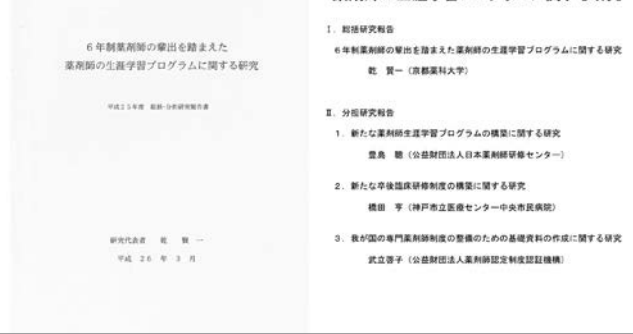 6年制薬剤師の輩出を踏まえた
薬剤師の生涯学習プログラムに関する研究
平成25年度 総括・分担研究報告書
研究代表者 乾 賢 一
平成 26 年 3 月
I. 総括研究報告
6年制薬剤師の輩出を踏まえた薬剤師の生涯学習プログラムに関する研究
乾 賢一（京都薬科大学）
Ⅱ. 分担研究報告
1. 新たな薬剤師生涯学習プログラムの構築に関する研究
豊島 聰（公益財団法人日本薬剤師研修センター）
2. 新たな卒後臨床研修制度の構築に関する研究
橋田 亨（神戸市立医療センター中央市民病院）
3. 我が国の専門薬剤師制度の整備のための基礎資料の作成に関する研究
武立啓子（公益財団法人薬剤師認定制度認証機構）